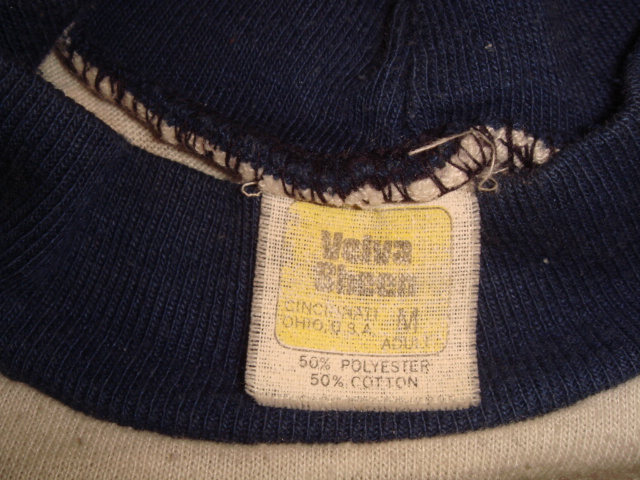 Velva
Sheen
CINCINNATI
OHIO, U.S.A. M
ADULT
50% POLYESTER
50% COTTON